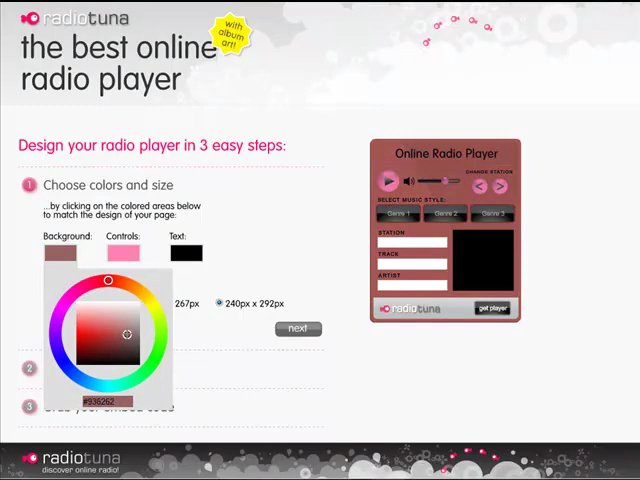 radiotuna
the best online
radio player
with
album
art!
Design your radio player in 3 easy steps:
1
Choose colors and size
...by clicking on the colored areas below
to match the design of your page:
Background:
Controls:
Text:
267px
240px x 292px
next
#936262
2
3
Online Radio Player
CHANGE STATION
SELECT MUSIC STYLE:
Genre 1
Genre 2
Genre 3
STATION
TRACK
ARTIST
radiotuna
get player
radiotuna
discover online radio!